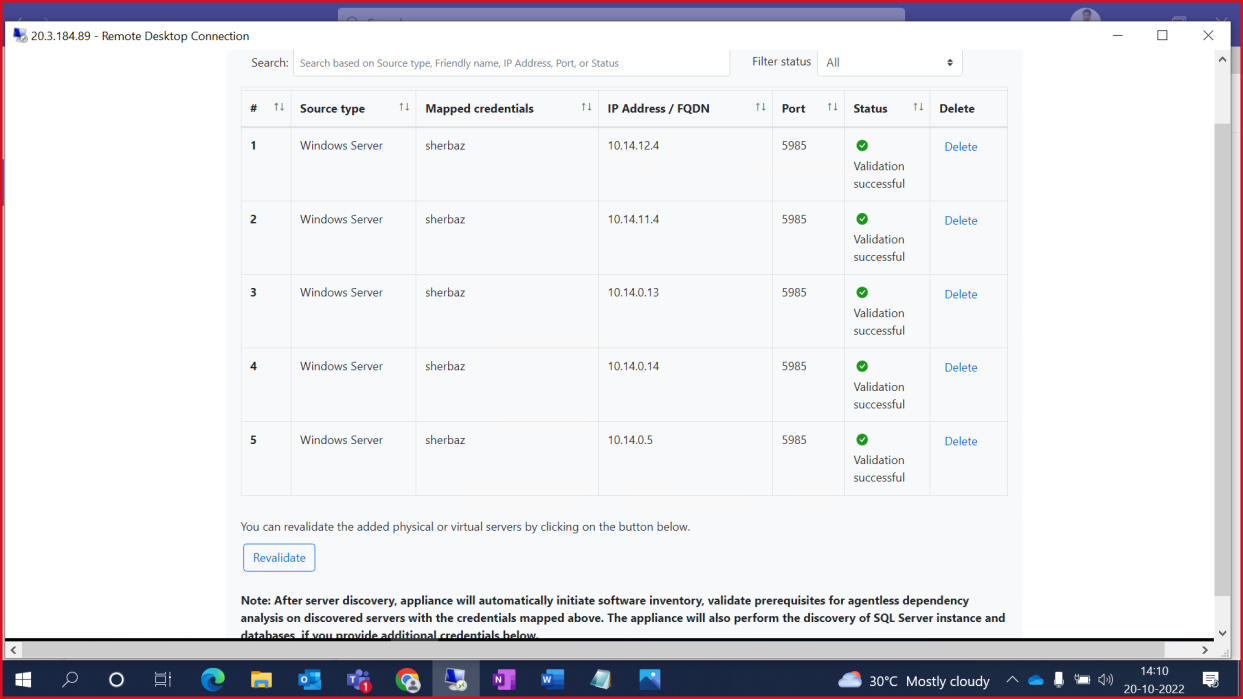 20.3.184.89 - Remote Desktop Connection
Search: Search based on Source type, Friendly name, IP Address, Port, or Status Filter status All
# Source type Mapped credentials IP Address / FQDN Port Status Delete
1 Windows Server sherbaz 10.14.12.4 5985 Delete
Validation
successful
2 Windows Server sherbaz 10.14.11.4 5985 Delete
Validation
successful
3 Windows Server sherbaz 10.14.0.13 5985 Delete
Validation
successful
4 Windows Server sherbaz 10.14.0.14 5985 Delete
Validation
successful
5 Windows Server sherbaz 10.14.0.5 5985 Delete
Validation
successful
You can revalidate the added physical or virtual servers by clicking on the button below.
Revalidate
Note: After server discovery, appliance will automatically initiate software inventory, validate prerequisites for agentless dependency
analysis on discovered servers with the credentials mapped above. The appliance will also perform the discovery of SQL Server instance and
databases, if you provide additional credentials below.
1
30°C Mostly cloudy
14:10
20-10-2022